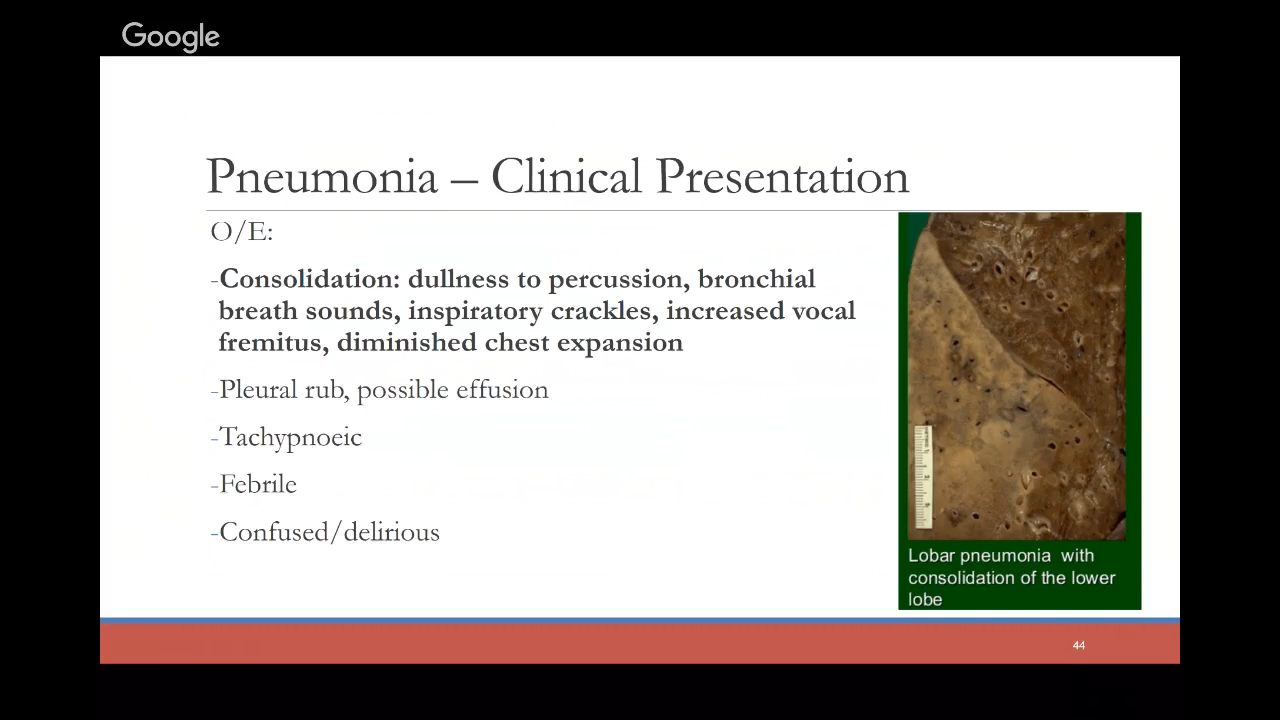 Google
Pneumonia – Clinical Presentation
O/E:
-Consolidation: dullness to percussion, bronchial
breath sounds, inspiratory crackles, increased vocal
fremitus, diminished chest expansion
-Pleural rub, possible effusion
-Tachypnoeic
-Febrile
-Confused/delirious
Lobar pneumonia with
consolidation of the lower
lobe
44